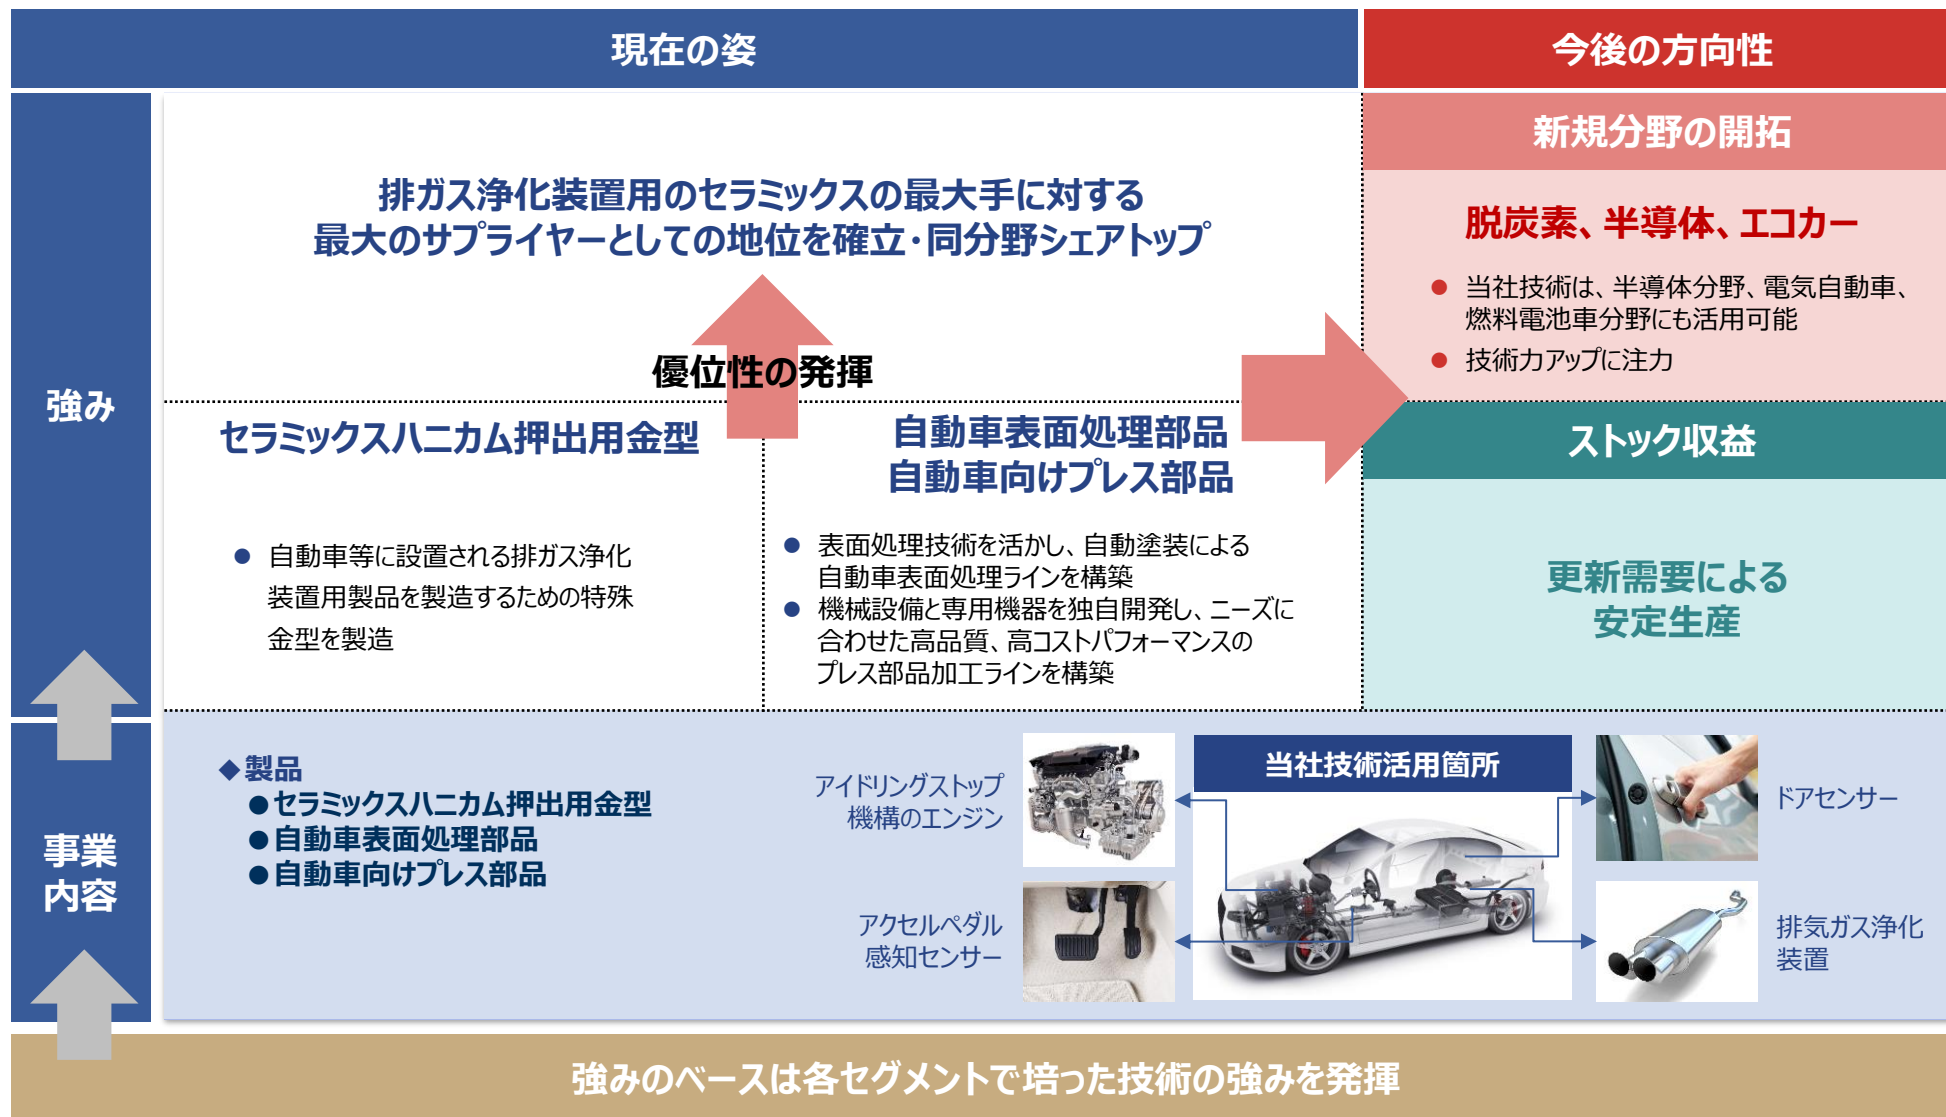 現在の姿
今後の方向性
強み
排ガス浄化装置用のセラミックスの最大手に対する
最大のサプライヤーとしての地位を確立・同分野シェアトップ
優位性の発揮
セラミックスハニカム押出用金型
● 自動車等に設置される排ガス浄化
装置用製品を製造するための特殊
金型を製造
自動車表面処理部品
自動車向けプレス部品
● 表面処理技術を活かし、自動塗装による
自動車表面処理ラインを構築
● 機械設備と専用機器を独自開発し、ニーズに
合わせた高品質、高コストパフォーマンスの
プレス部品加工ラインを構築
新規分野の開拓
脱炭素、半導体、エコカー
● 当社技術は、半導体分野、電気自動車、
燃料電池車分野にも活用可能
● 技術力アップに注力
ストック収益
更新需要による
安定生産
事業
内容
◆製品
●セラミックスハニカム押出用金型
●自動車表面処理部品
●自動車向けプレス部品
アイドリングストップ
機構のエンジン
アクセルペダル
感知センサー
当社技術活用箇所
ドアセンサー
排気ガス浄化
装置
強みのベースは各セグメントで培った技術の強みを発揮